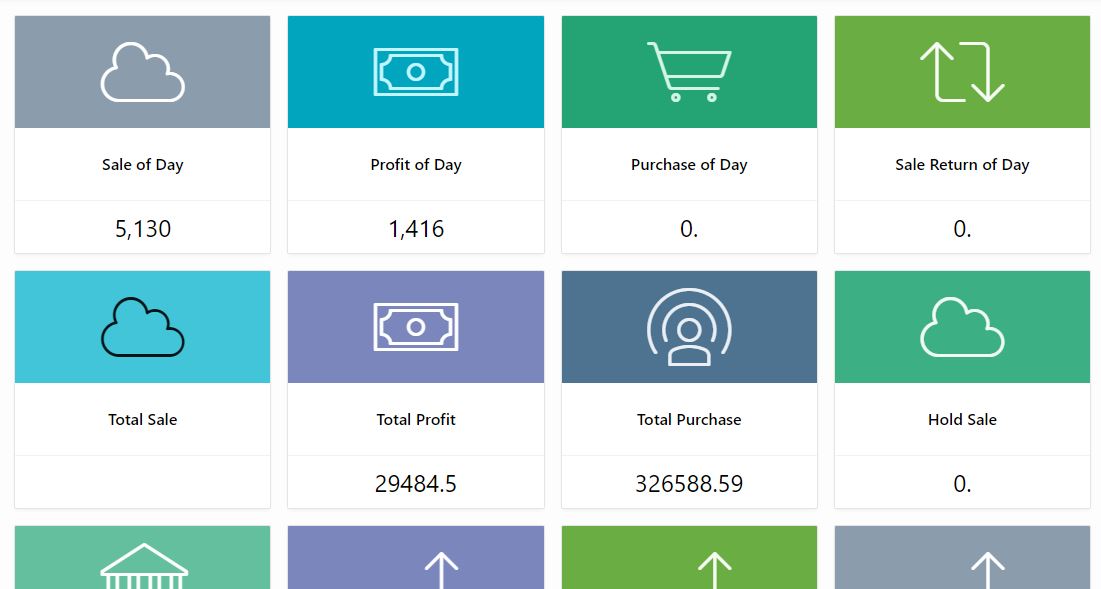 Sale of Day
Profit of Day
Purchase of Day
Sale Return of Day
5,130
1,416
0.
0.
Total Sale
Total Profit
Total Purchase
Hold Sale
29484.5
326588.59
0.